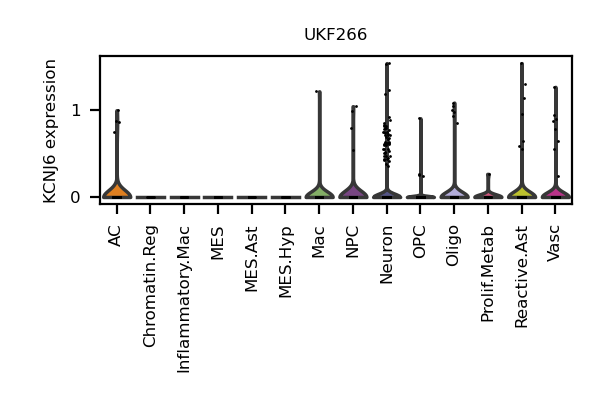 UKF266
KCNJ6 expression
1
0
AC
Chromatin.Reg
Inflammatory.Mac
MES
MES.Ast
MES.Hyp
Mac
NPC
Neuron
OPC
Oligo
Prolif.Metab
Reactive.Ast
Vasc